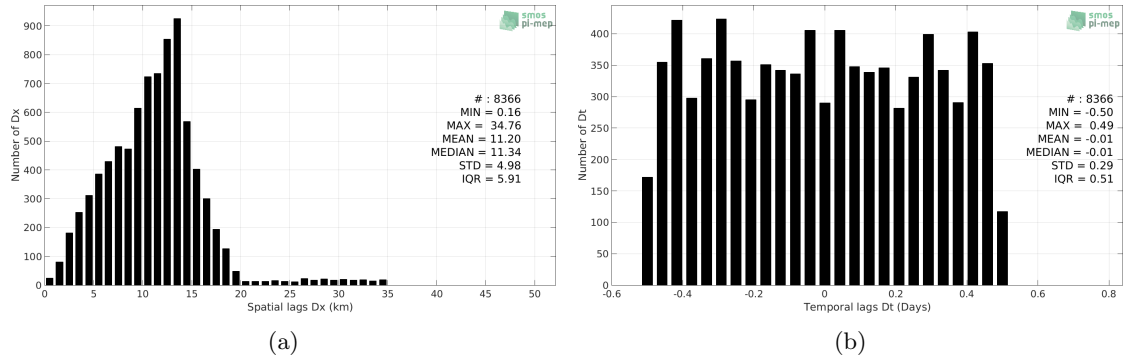 smos
pi-mep
900
800
700
600
500
400
300
200
100
0
Number of Dx
# : 8366
MIN = 0.16
MAX = 34.76
MEAN = 11.20
MEDIAN = 11.34
STD = 4.98
IQR = 5.91
0 5 10 15 20 25 30 35 40 45 50
Spatial lags Dx (km)
(a)
smos
pi-mep
400
350
300
250
200
150
100
50
0
Number of Dt
# : 8366
MIN = -0.50
MAX = 0.49
MEAN = -0.01
MEDIAN = -0.01
STD = 0.29
IQR = 0.51
-0.6 -0.4 -0.2 0 0.2 0.4 0.6 0.8
Temporal lags Dt (Days)
(b)